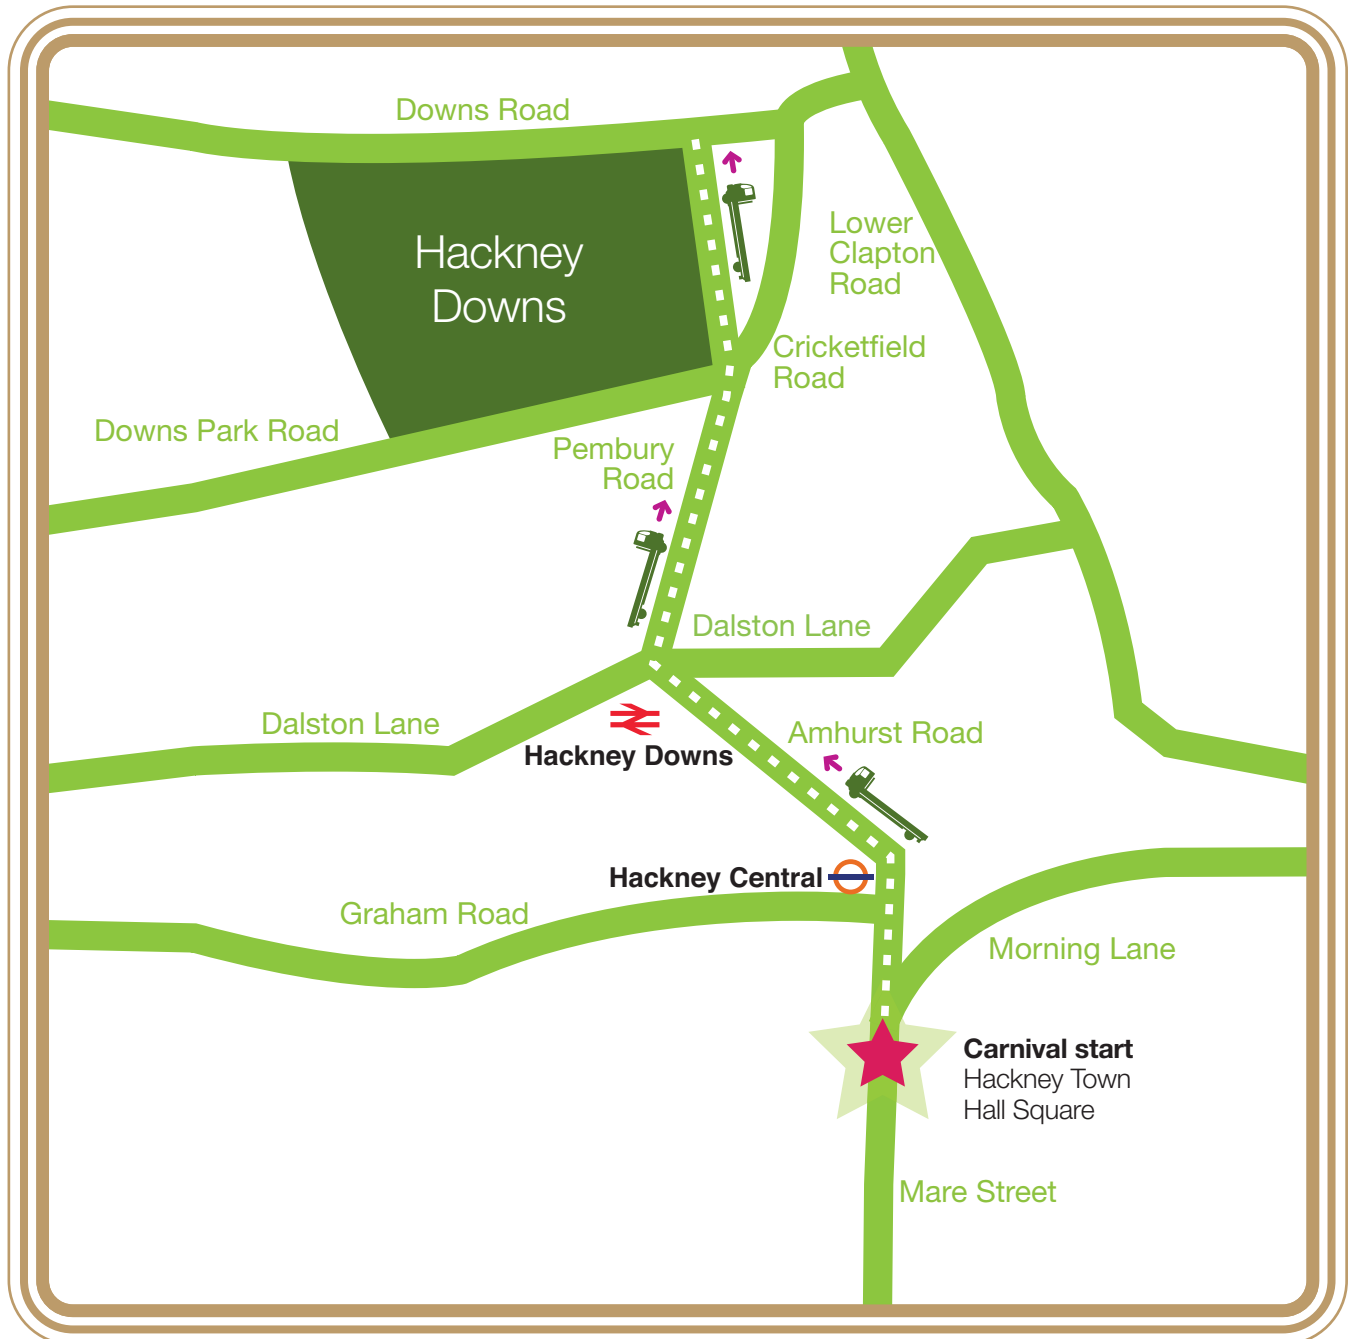 Downs Road
Hackney
Downs
Lower
Clapton
Road
Cricketfield
Road
Downs Park Road
Pembury
Road
Dalston Lane
Dalston Lane
Hackney Downs
Amhurst Road
Hackney Central
Graham Road
Morning Lane
Carnival start
Hackney Town
Hall Square
Mare Street